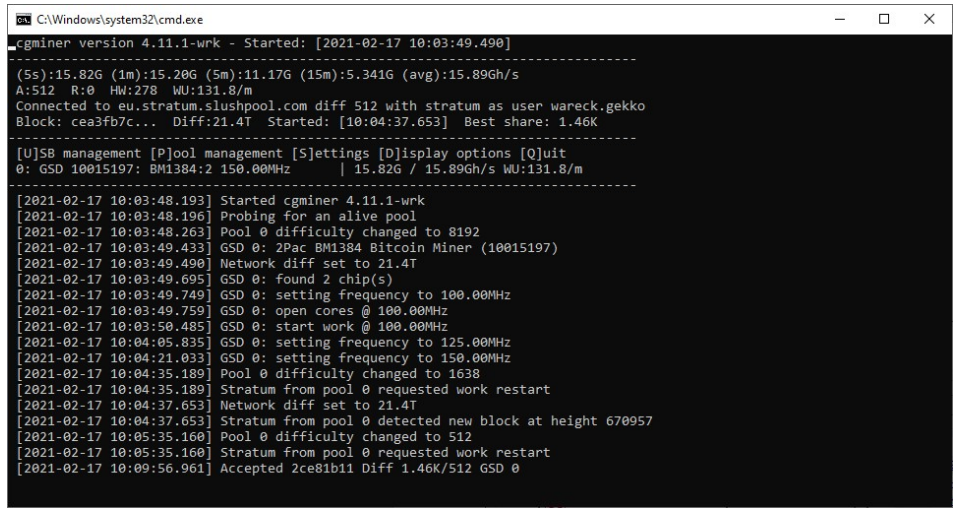 C:\Windows\system32\cmd.exe
cgminer version 4.11.1-wrk - Started: [2021-02-17 10:03:49.490]
--------------------------------------------------------------------------------
(5s):15.82G (1m):15.20G (5m):11.17G (15m):5.341G (avg):15.89Gh/s
A:512  R:0  HW:278  WU:131.8/m
Connected to eu.stratum.slushpool.com diff 512 with stratum as user wareck.gekko
Block: cea3fb7c...  Diff:21.4T  Started: [10:04:37.653]  Best share: 1.46K
--------------------------------------------------------------------------------
[U]SB management [P]ool management [S]ettings [D]isplay options [Q]uit
0: GSD 10015197: BM1384:2 150.00MHz      | 15.82G / 15.89Gh/s WU:131.8/m
--------------------------------------------------------------------------------
[2021-02-17 10:03:48.193] Started cgminer 4.11.1-wrk
[2021-02-17 10:03:48.196] Probing for an alive pool
[2021-02-17 10:03:48.263] Pool 0 difficulty changed to 8192
[2021-02-17 10:03:49.433] GSD 0: 2Pac BM1384 Bitcoin Miner (10015197)
[2021-02-17 10:03:49.490] Network diff set to 21.4T
[2021-02-17 10:03:49.695] GSD 0: found 2 chip(s)
[2021-02-17 10:03:49.749] GSD 0: setting frequency to 100.00MHz
[2021-02-17 10:03:49.759] GSD 0: open cores @ 100.00MHz
[2021-02-17 10:03:50.485] GSD 0: start work @ 100.00MHz
[2021-02-17 10:04:05.835] GSD 0: setting frequency to 125.00MHz
[2021-02-17 10:04:21.033] GSD 0: setting frequency to 150.00MHz
[2021-02-17 10:04:35.189] Pool 0 difficulty changed to 1638
[2021-02-17 10:04:35.189] Stratum from pool 0 requested work restart
[2021-02-17 10:04:37.653] Network diff set to 21.4T
[2021-02-17 10:04:37.653] Stratum from pool 0 detected new block at height 670957
[2021-02-17 10:05:35.160] Pool 0 difficulty changed to 512
[2021-02-17 10:05:35.160] Stratum from pool 0 requested work restart
[2021-02-17 10:09:56.961] Accepted 2ce81b11 Diff 1.46K/512 GSD 0